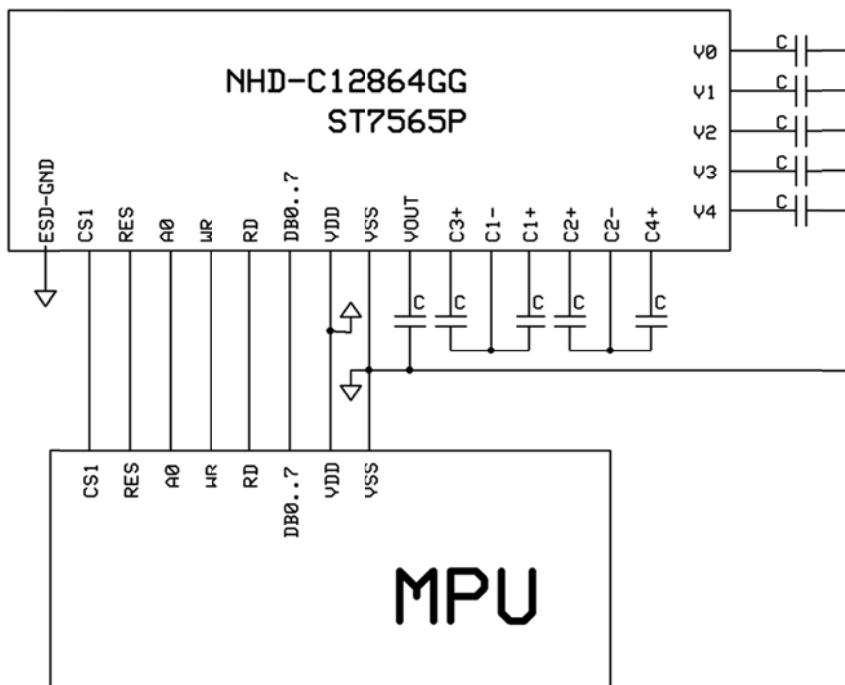 NHD-C12864GG
ST7565P
V0 C
V1 C
V2 C
V3 C
V4 C
ESD-GND CS1 RES A0 WR RD DB0..7 VDD VSS VOUT C3+ C1- C1+ C2+ C2- C4+
C C C C C
CS1 RES A0 WR RD DB0..7 VDD VSS
MPU